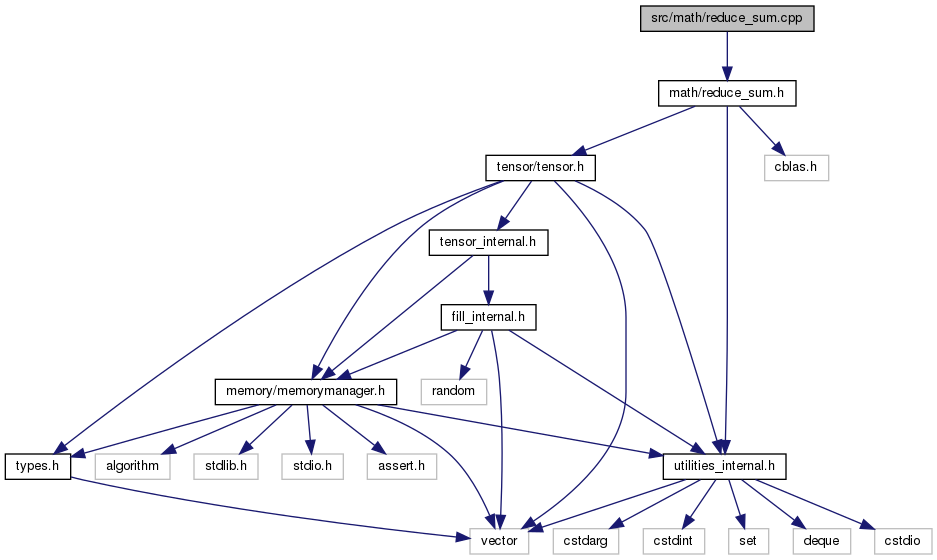 src/math/reduce_sum.cpp
math/reduce_sum.h
tensor/tensor.h
cblas.h
tensor_internal.h
fill_internal.h
memory/memorymanager.h
random
types.h
algorithm
stdlib.h
stdio.h
assert.h
utilities_internal.h
vector
cstdarg
cstdint
set
deque
cstdio